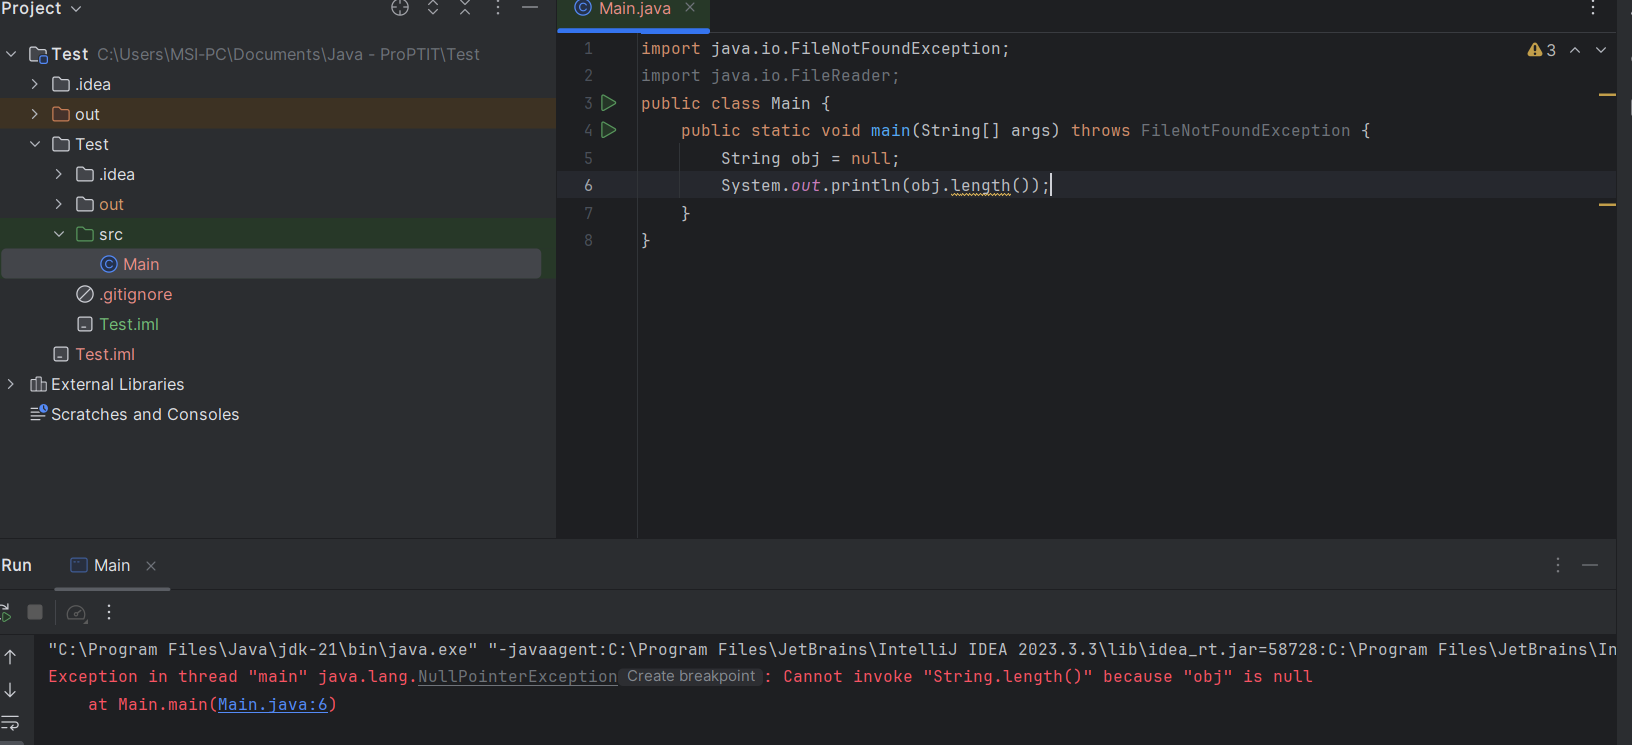 Project
Main.java
Test C:\Users\MSI-PC\Documents\Java - ProPTIT\Test
.idea
out
Test
.idea
out
src
Main
.gitignore
Test.iml
Test.iml
External Libraries
Scratches and Consoles
3
1 import java.io.FileNotFoundException;
2 import java.io.FileReader;
3 public class Main {
4 public static void main(String[] args) throws FileNotFoundException {
5 String obj = null;
6 System.out.println(obj.length());
7 }
8 }
Run Main
"C:\Program Files\Java\jdk-21\bin\java.exe" "-javaagent:C:\Program Files\JetBrains\IntelliJ IDEA 2023.3.3\lib\idea_rt.jar=58728:C:\Program Files\JetBrains\In
Exception in thread "main" java.lang.NullPointerException Create breakpoint : Cannot invoke "String.length()" because "obj" is null
at Main.main(Main.java:6)